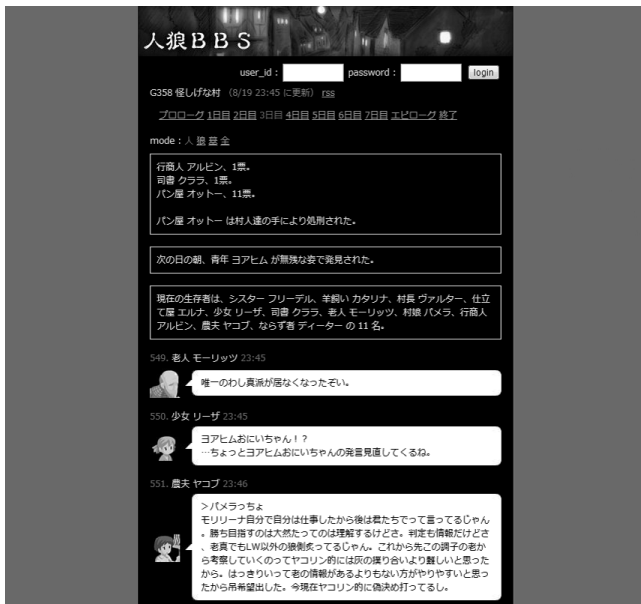 人狼ＢＢＳ
user_id : password : login
G358 怪しげな村 （8/19 23:45 に更新） rss
プロローグ 1日目 2日目 3日目 4日目 5日目 6日目 7日目 エピローグ 終了
mode : 人 狼 墓 全
行商人 アルビン、1票。
司書 クララ、1票。
パン屋 オットー、11票。
パン屋 オットー は村人達の手により処刑された。
次の日の朝、青年 ヨアヒム が無残な姿で発見された。
現在の生存者は、シスター フリーデル、羊飼い カタリナ、村長 ヴァルター、仕立
て屋 エルナ、少女 リーザ、司書 クララ、老人 モーリッツ、村娘 パメラ、行商人
アルビン、農夫 ヤコブ、ならず者 ディーター の 11 名。
549. 老人 モーリッツ 23:45
唯一のわし真派が居なくなったぞい。
550. 少女 リーザ 23:45
ヨアヒムおにいちゃん！？
…ちょっとヨアヒムおにいちゃんの発言見直してくるね。
551. 農夫 ヤコブ 23:46
＞パメラっちょ
モリリーナ自分で自分は仕事したから後は君たちでって言ってるじゃん
。勝ち目指すのは大然たってのは理解するけどさ。判定も情報だけどさ
、老真でもLW以外の狼側炙ってるじゃん。これから先この調子の老か
ら考察していくのってヤコリン的には灰の撲り合いより難しいと思った
から。はっきりいって老の情報があるよりもない方がやりやすいと思っ
たから吊希望出した。今現在ヤコリン的に偽決め打ってるし。